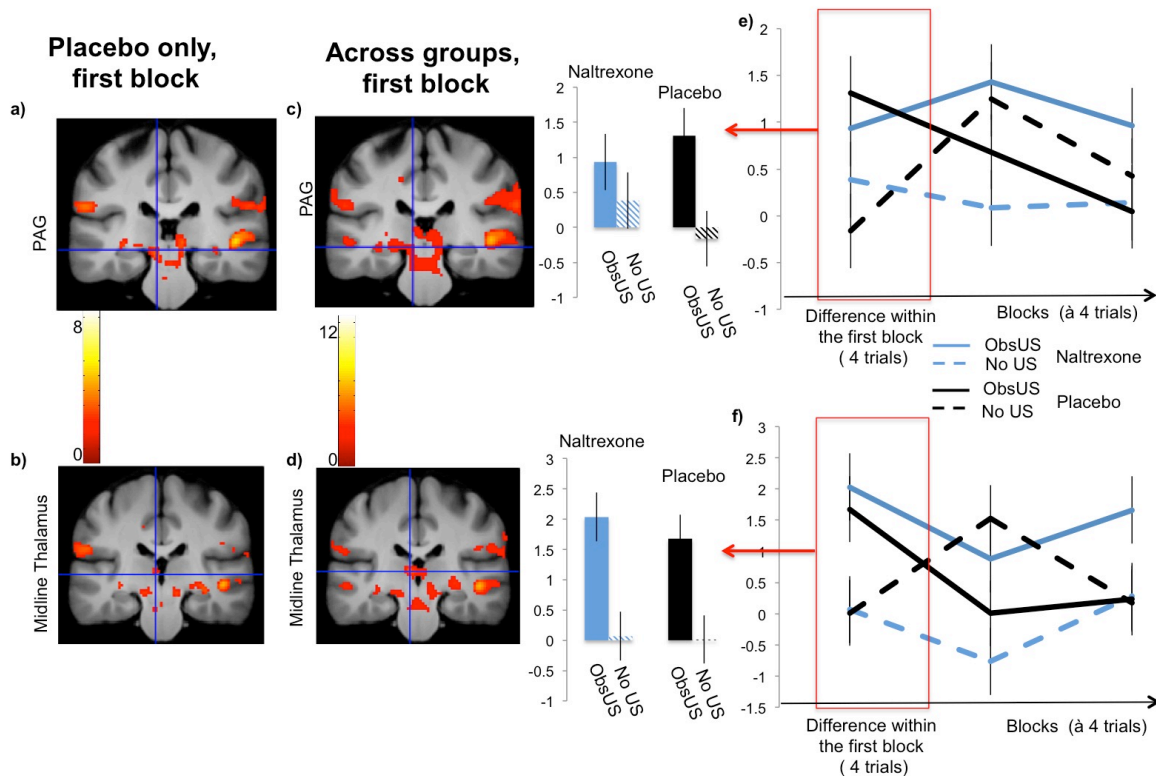 Placebo only,
first block
Across groups,
first block
a)
PAG
8
0
b)
Midline Thalamus
c)
PAG
12
0
d)
Midline Thalamus
Naltrexone
Placebo
2
1.5
1
0.5
0
-0.5
-1
ObsUS
No US
ObsUS
No US
Naltrexone
Placebo
3
2.5
2
1.5
1
0.5
0
-0.5
-1
ObsUS
No US
ObsUS
No US
e)
2
1.5
1
0.5
0
-0.5
-1
Difference within
the first block
( 4 trials)
Blocks (à 4 trials)
ObsUS
No US
Naltrexone
ObsUS
No US
Placebo
f)
3
2.5
2
1.5
1
0.5
0
-0.5
-1
-1.5
Difference within
the first block
( 4 trials)
Blocks (à 4 trials)